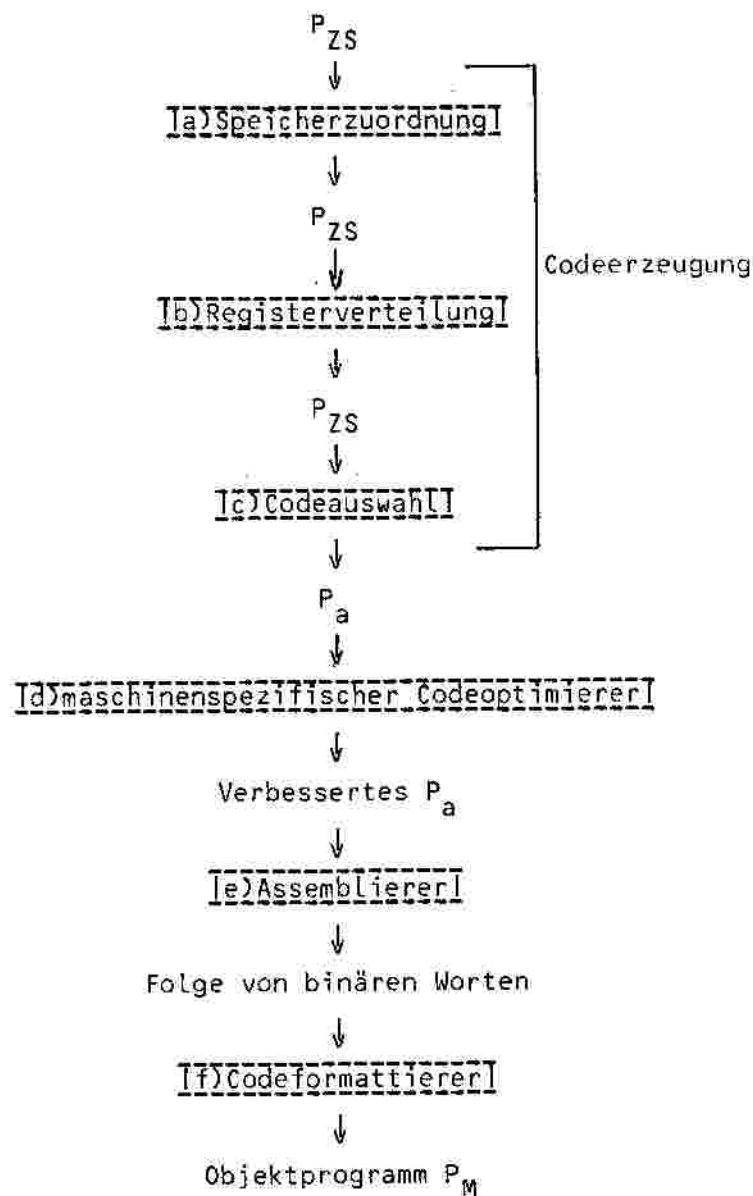 P_ZS
a)Speicherzuordnung
P_ZS
Codeerzeugung
b)Registerverteilung
P_ZS
c)Codeauswahl
P_a
d)maschinenspezifischer Codeoptimierer
Verbessertes P_a
e)Assemblierer
Folge von binären Worten
f)Codeformattierer
Objektprogramm P_M